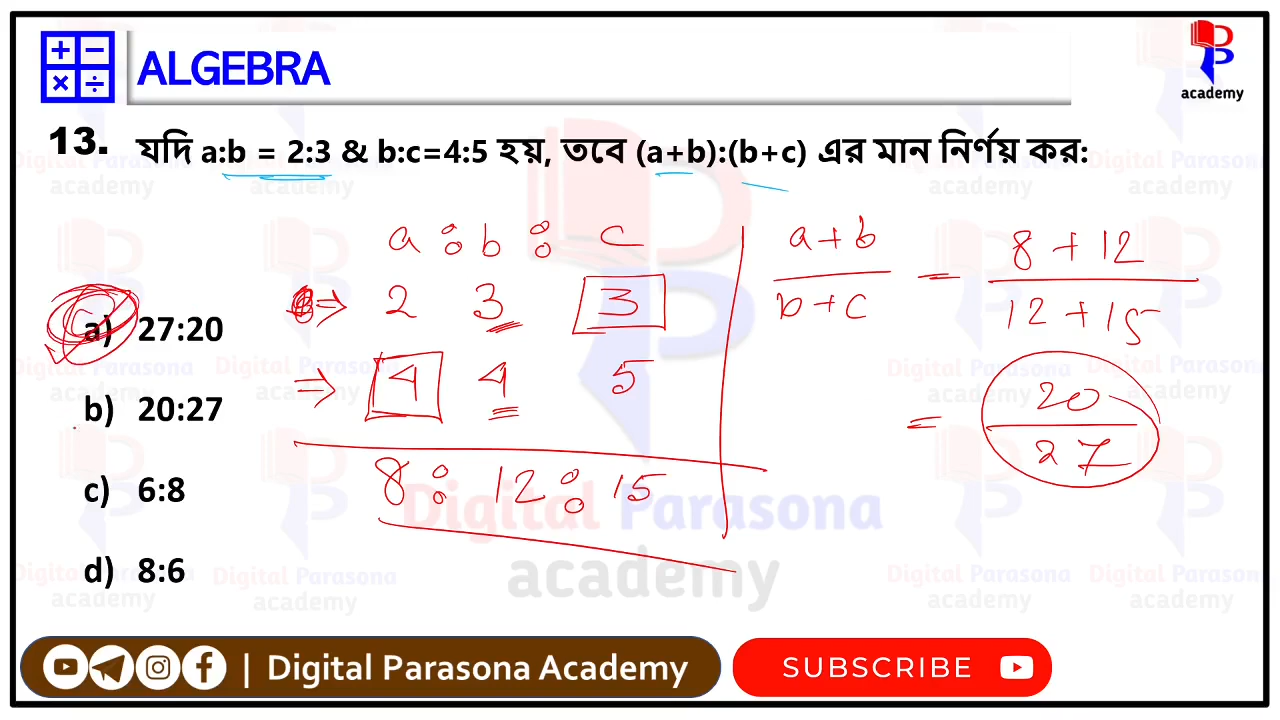 ALGEBRA
academy
13. যদি a:b = 2:3 & b:c=4:5 হয়, তবে (a+b):(b+c) এর মান নির্ণয় কর:
a : b : c
⇒ 2 3 3
⇒ 4 4 5
8 : 12 : 15
a + b / b + c = 8 + 12 / 12 + 15
= 20 / 27
a) 27:20
b) 20:27
c) 6:8
d) 8:6
Digital Parasona
academy
| Digital Parasona Academy
SUBSCRIBE